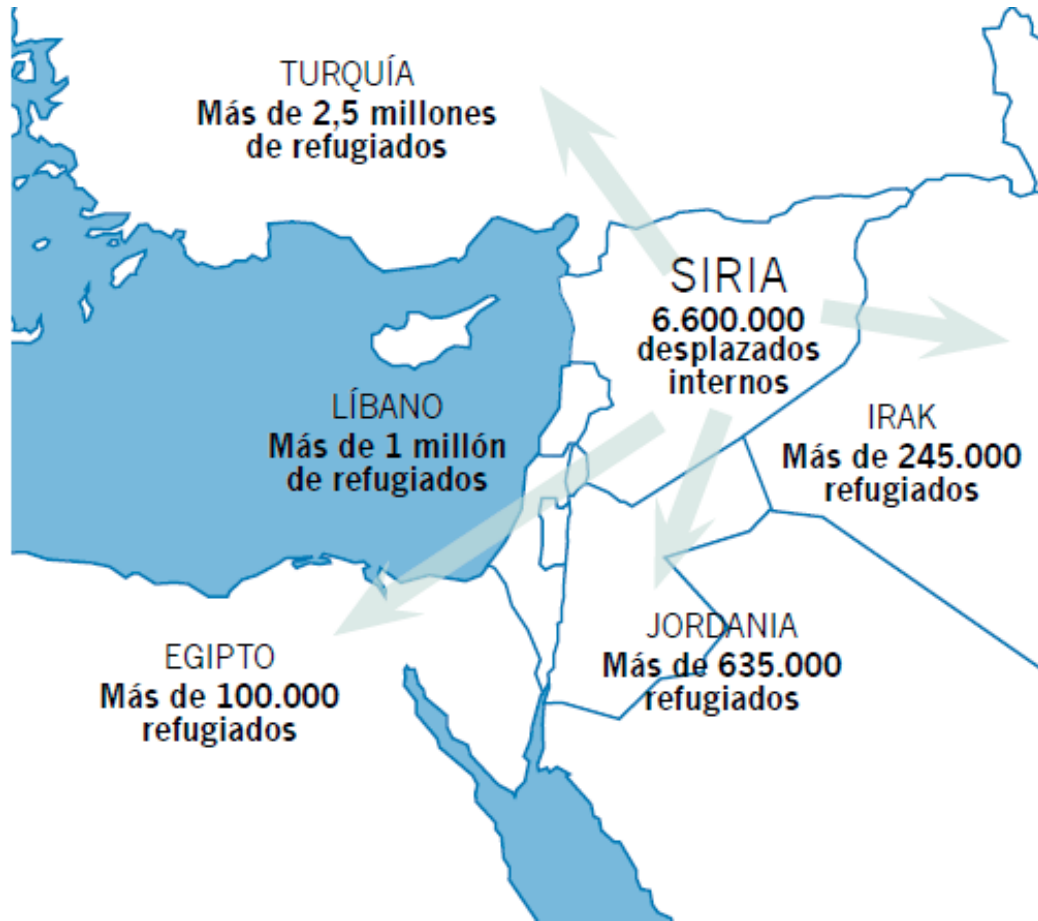 TURQUÍA
Más de 2,5 millones
de refugiados
SIRIA
6.600.000
desplazados
internos
LÍBANO
Más de 1 millón
de refugiados
IRAK
Más de 245.000
refugiados
JORDANIA
Más de 635.000
refugiados
EGIPTO
Más de 100.000
refugiados